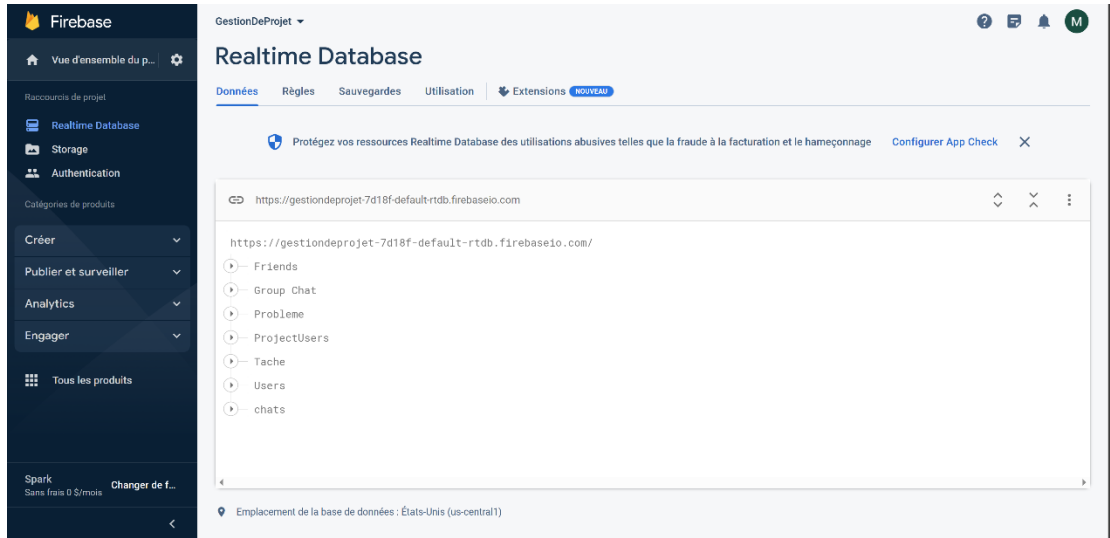 Firebase
GestionDeProjet
M
Vue d'ensemble du p...
Realtime Database
Raccourcis de projet
Données Règles Sauvegardes Utilisation Extensions NOUVEAU
Realtime Database
Storage
Authentication
Protégez vos ressources Realtime Database des utilisations abusives telles que la fraude à la facturation et le hameçonnage Configurer App Check
Catégories de produits
https://gestiondeprojet-7d18f-default-rtdb.firebaseio.com
Créer
Publier et surveiller
Analytics
Engager
Tous les produits
https://gestiondeprojet-7d18f-default-rtdb.firebaseio.com/
Friends
Group Chat
Probleme
ProjectUsers
Tache
Users
chats
Spark
Sans frais 0 $/mois
Changer de f...
Emplacement de la base de données : États-Unis (us-central1)